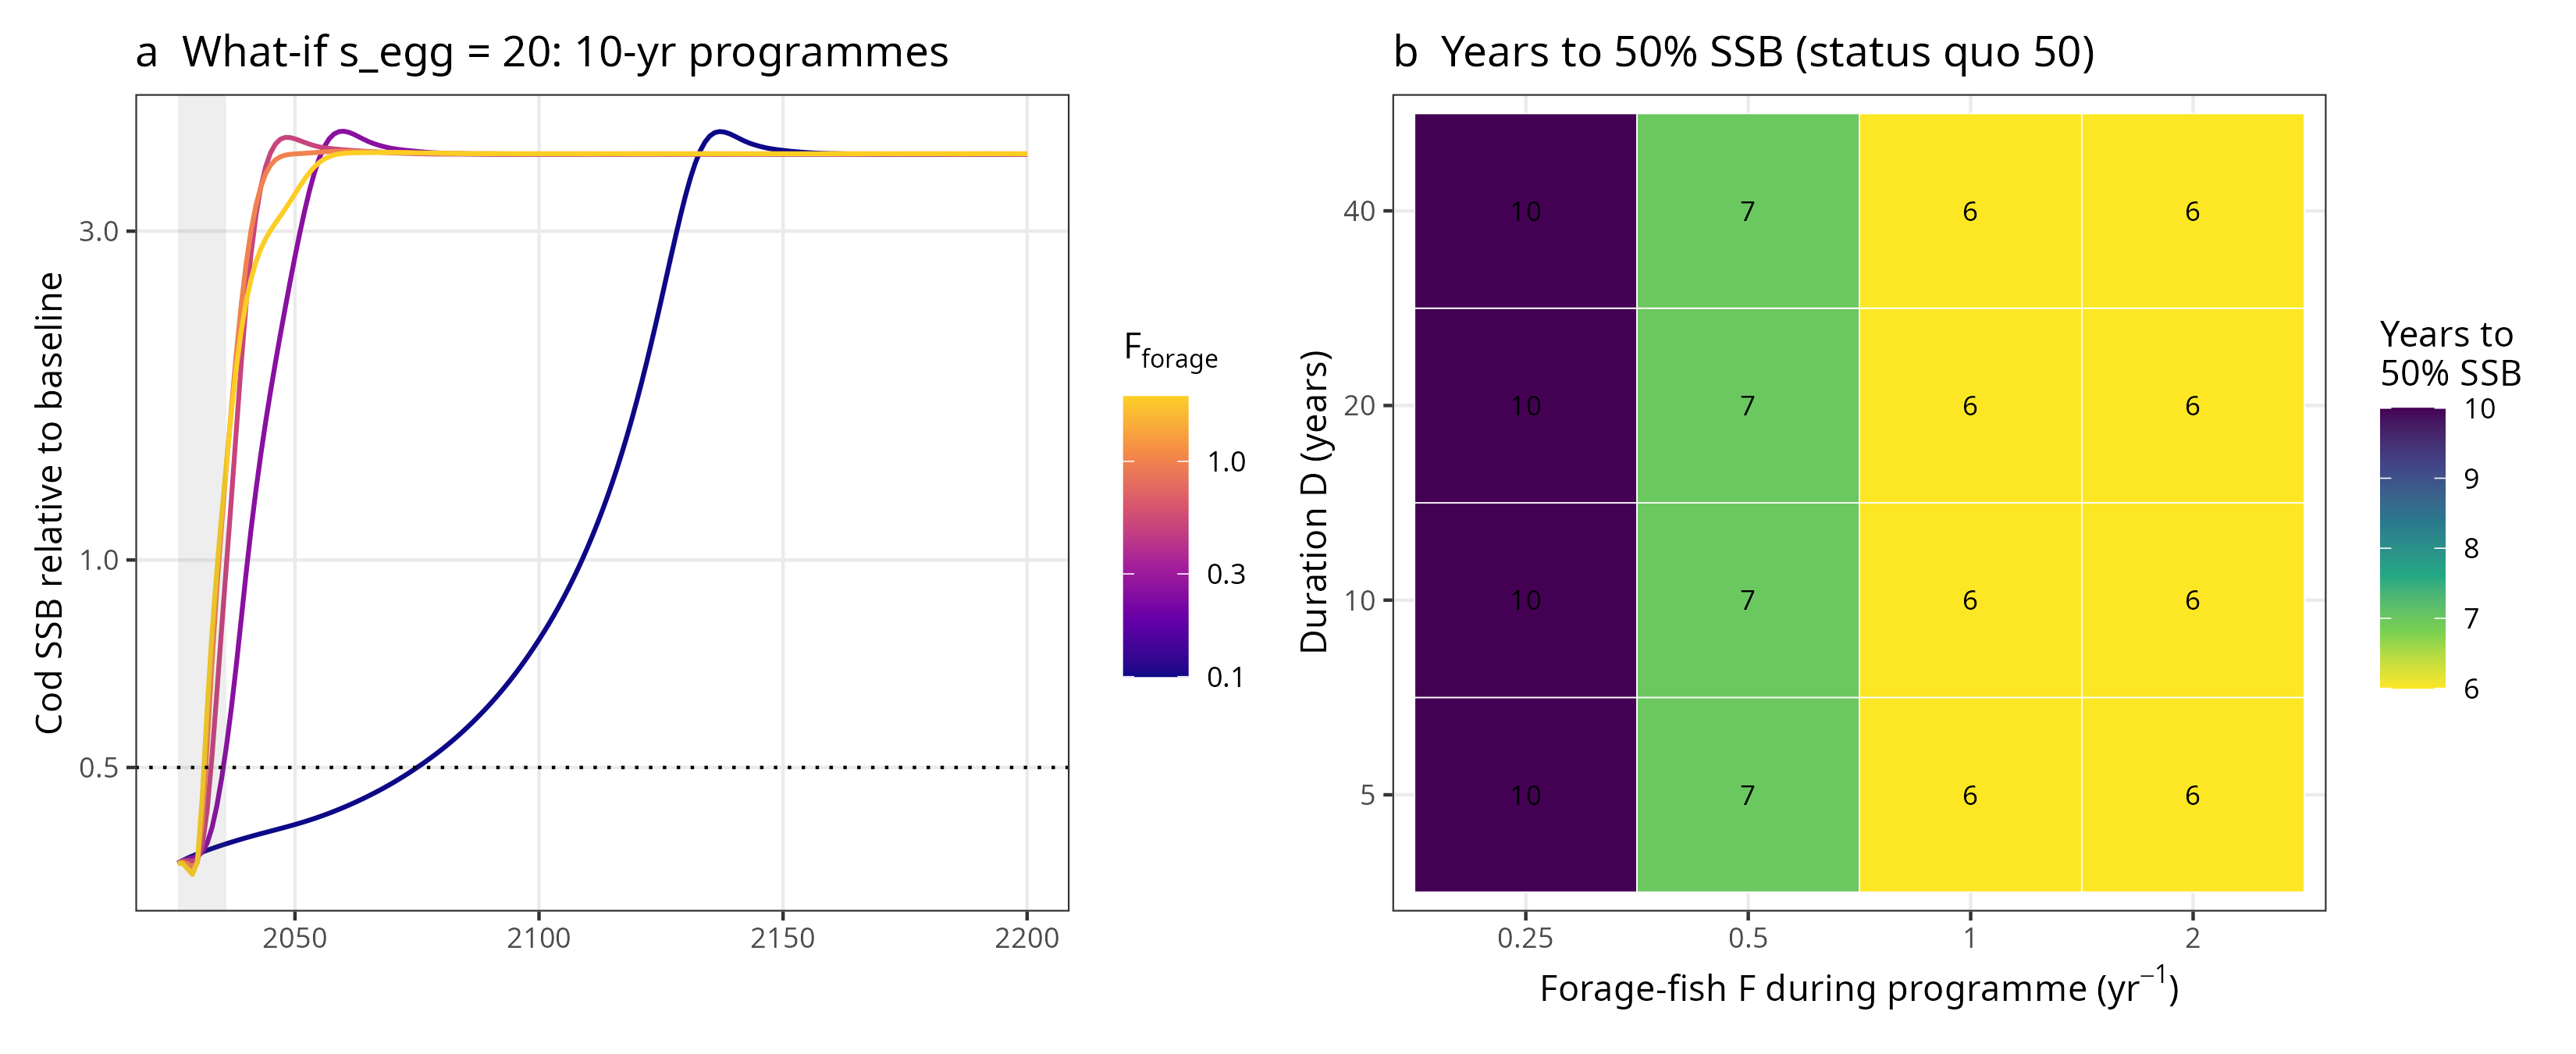 a What-if s_egg = 20: 10-yr programmes
Cod SSB relative to baseline
3.0
1.0
0.5
2050 2100 2150 2200
F_forage
1.0
0.3
0.1
b Years to 50% SSB (status quo 50)
Duration D (years)
40
20
10
5
10 7 6 6
10 7 6 6
10 7 6 6
10 7 6 6
0.25 0.5 1 2
Forage-fish F during programme (yr⁻¹)
Years to
50% SSB
10
9
8
7
6